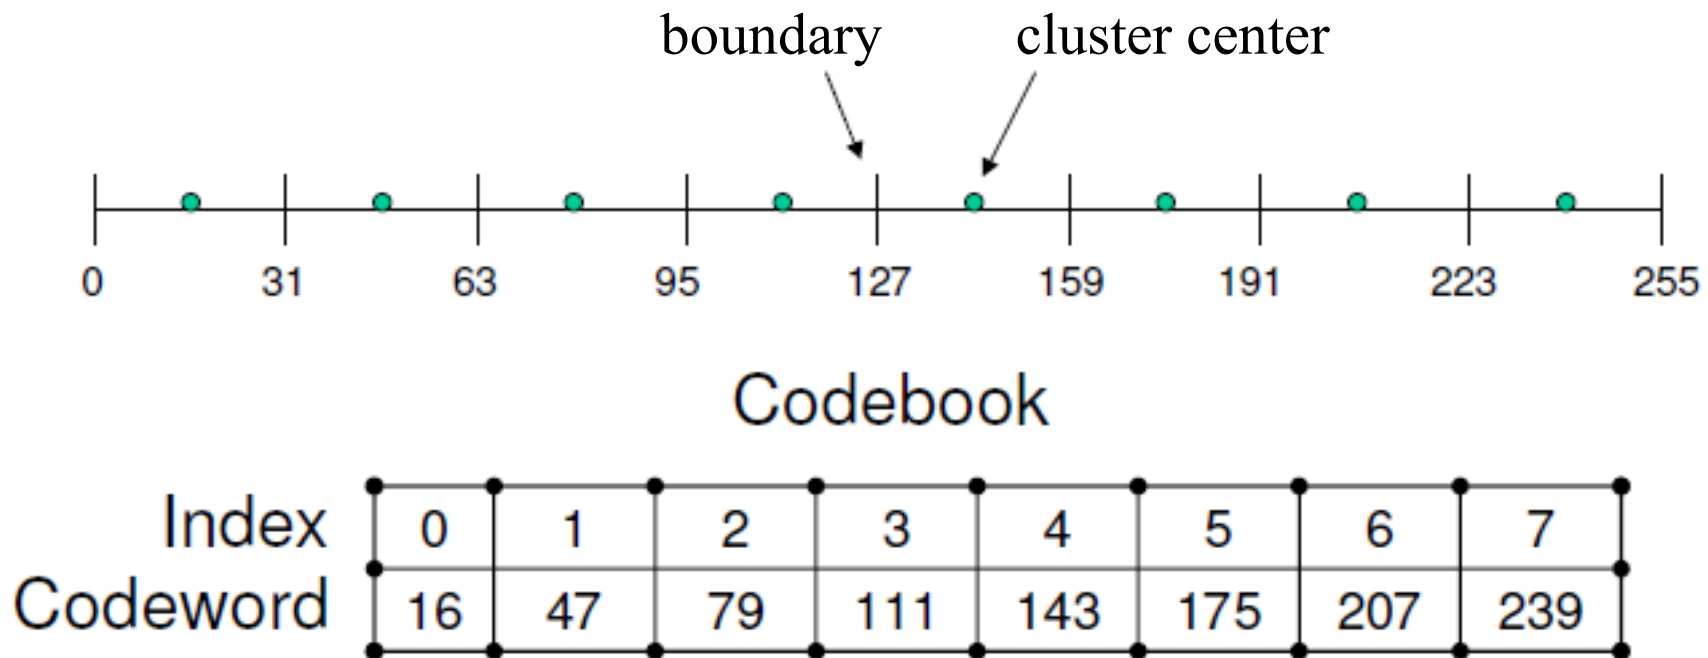 boundary cluster center
0 31 63 95 127 159 191 223 255
Codebook
Index 0 1 2 3 4 5 6 7
Codeword 16 47 79 111 143 175 207 239